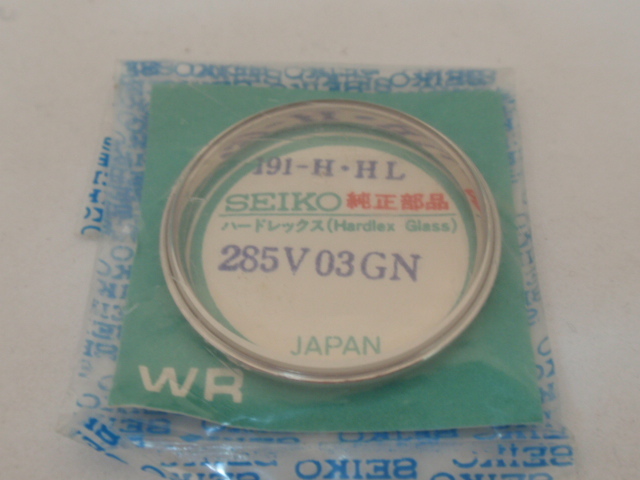 191-H·HL
SEIKO 純正部品
ハードレックス(Hardlex Glass)
285V03GN
JAPAN
WR
SEIKO SEIKO SEIKO